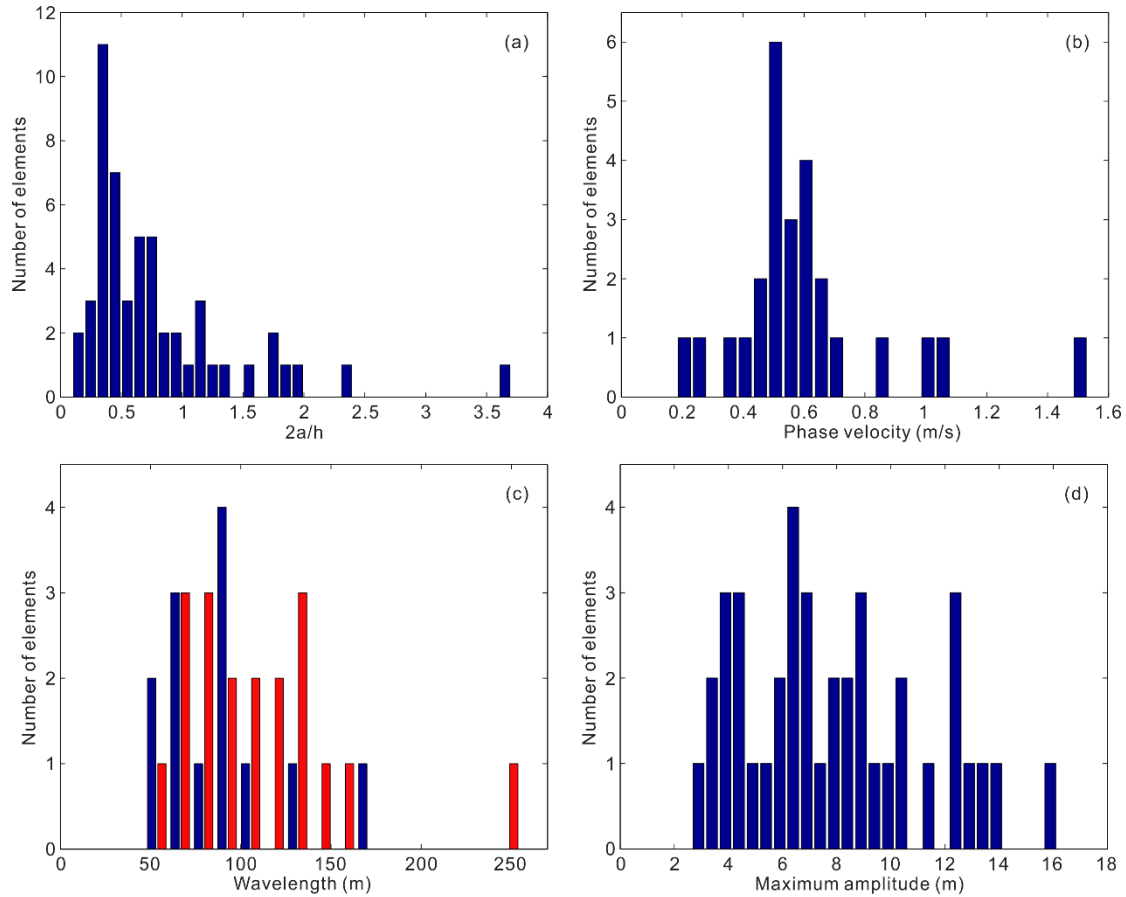 (a)
Number of elements
12
10
8
6
4
2
0
0 0.5 1 1.5 2 2.5 3 3.5 4
2a/h
(b)
Number of elements
6
5
4
3
2
1
0
0 0.2 0.4 0.6 0.8 1 1.2 1.4 1.6
Phase velocity (m/s)
(c)
Number of elements
4
3
2
1
0
0 50 100 150 200 250
Wavelength (m)
(d)
Number of elements
4
3
2
1
0
0 2 4 6 8 10 12 14 16 18
Maximum amplitude (m)